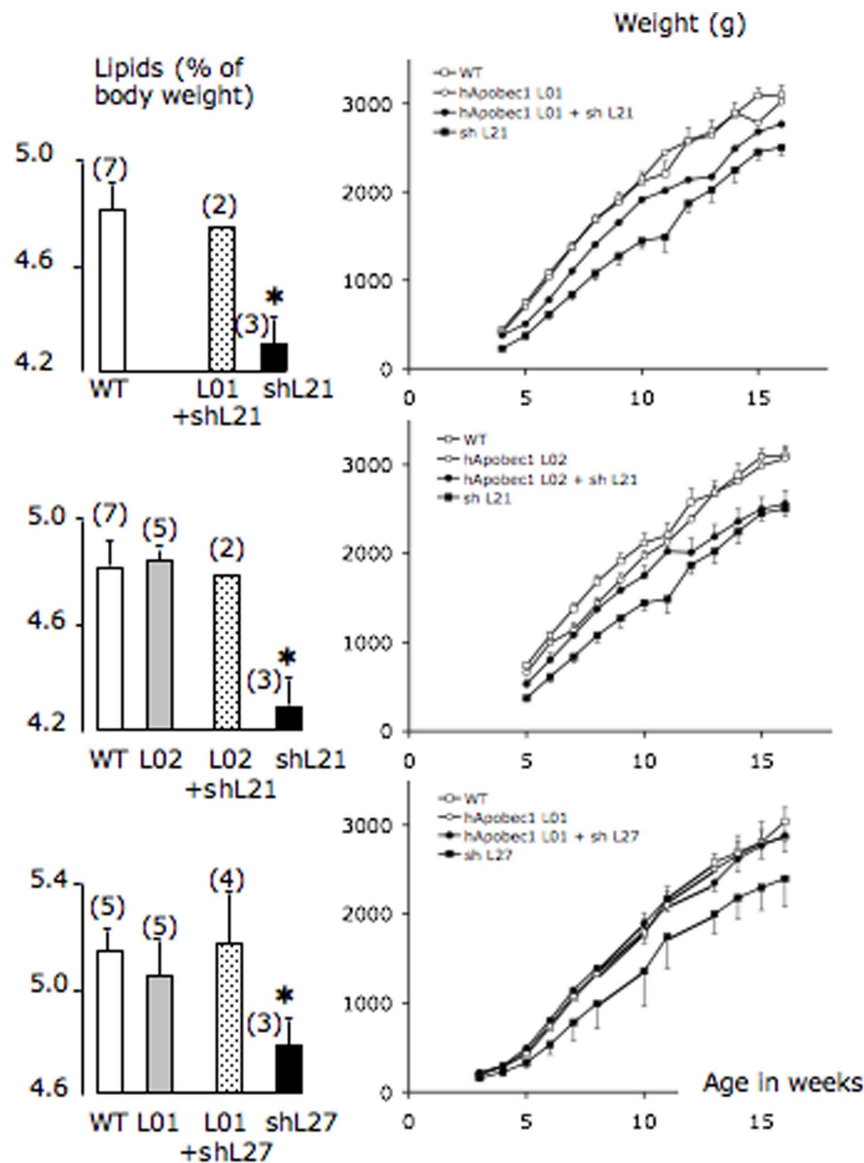 Weight (g)
Lipids (% of
body weight)
5.0
4.6
4.2
(7)
(2)
(3)
*
WT
L01
+shL21
shL21
WT
hApobec1 L01
hApobec1 L01 + sh L21
sh L21
3000
2000
1000
0
0
5
10
15
5.0
4.6
4.2
(7)
(5)
(2)
(3)
*
WT
L02
L02
+shL21
shL21
WT
hApobec1 L02
hApobec1 L02 + sh L21
sh L21
3000
2000
1000
0
0
5
10
15
5.4
5.0
4.6
(5)
(5)
(4)
(3)
*
WT
L01
L01
+shL27
shL27
WT
hApobec1 L01
hApobec1 L01 + sh L27
sh L27
3000
2000
1000
0
0
5
10
15
Age in weeks